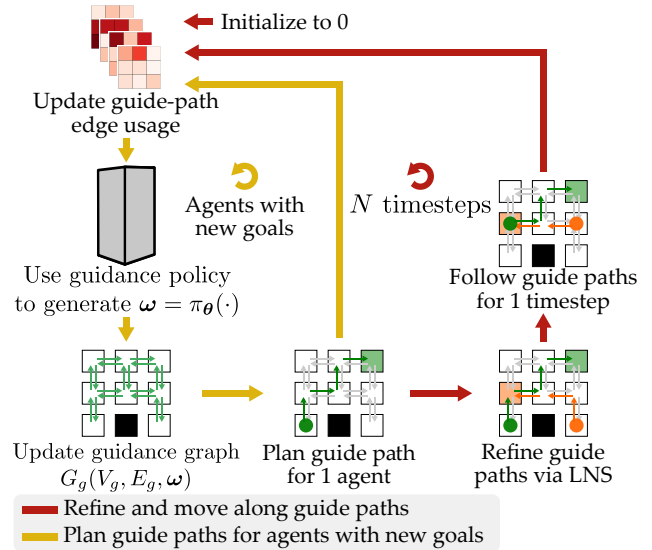 Initialize to 0
Update guide-path
edge usage
Agents with
new goals
N timesteps
Use guidance policy
to generate 𝝎 = π𝜽(·)
Follow guide paths
for 1 timestep
Update guidance graph
G_g(V_g, E_g, 𝝎)
Plan guide path
for 1 agent
Refine guide
paths via LNS
Refine and move along guide paths
Plan guide paths for agents with new goals